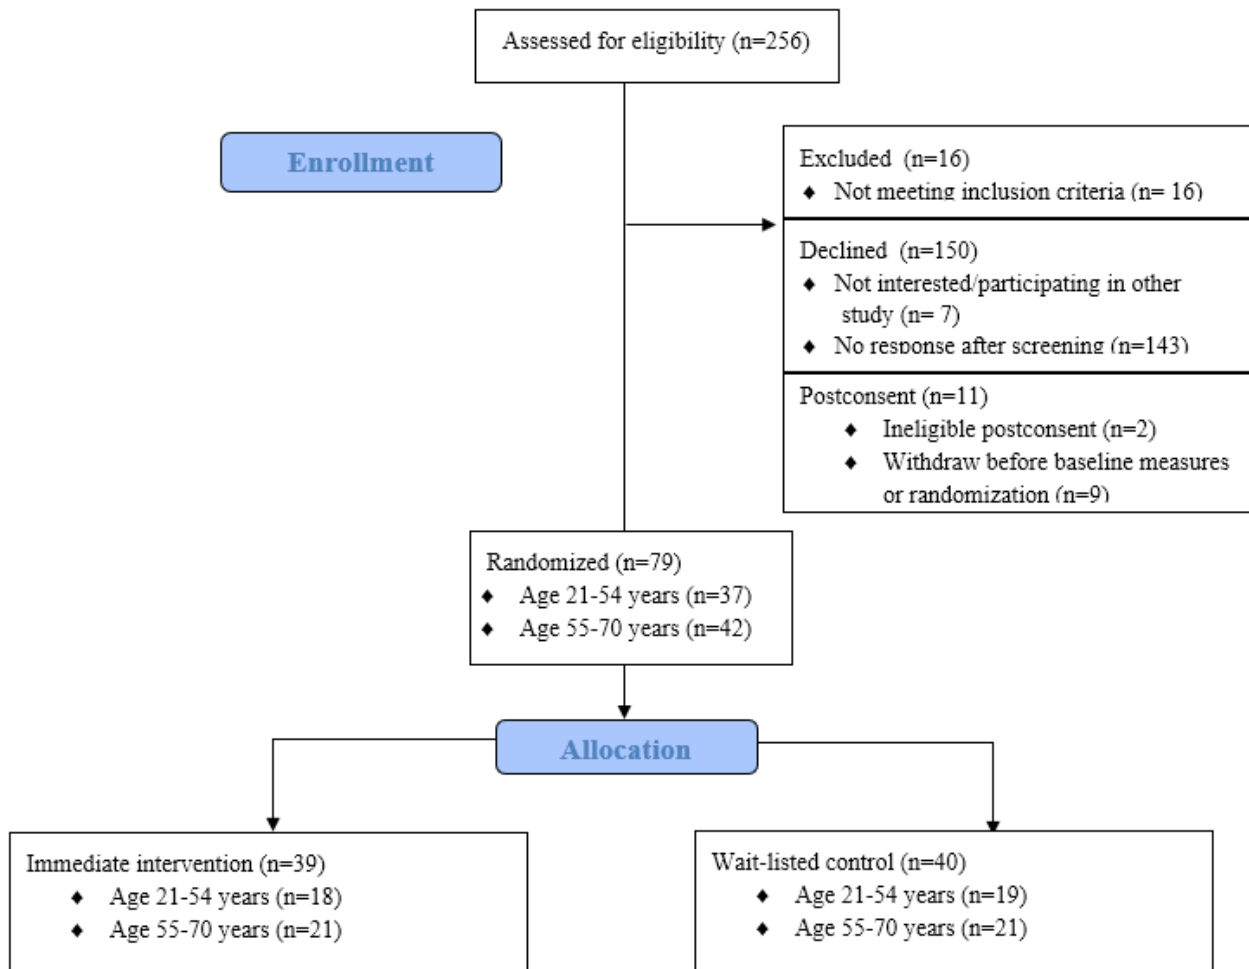 Assessed for eligibility (n=256)
Enrollment
Excluded (n=16)
♦ Not meeting inclusion criteria (n= 16)
Declined (n=150)
♦ Not interested/participating in other
study (n= 7)
♦ No response after screening (n=143)
Postconsent (n=11)
♦ Ineligible postconsent (n=2)
♦ Withdraw before baseline measures
or randomization (n=9)
Randomized (n=79)
♦ Age 21-54 years (n=37)
♦ Age 55-70 years (n=42)
Allocation
Immediate intervention (n=39)
♦ Age 21-54 years (n=18)
♦ Age 55-70 years (n=21)
Wait-listed control (n=40)
♦ Age 21-54 years (n=19)
♦ Age 55-70 years (n=21)